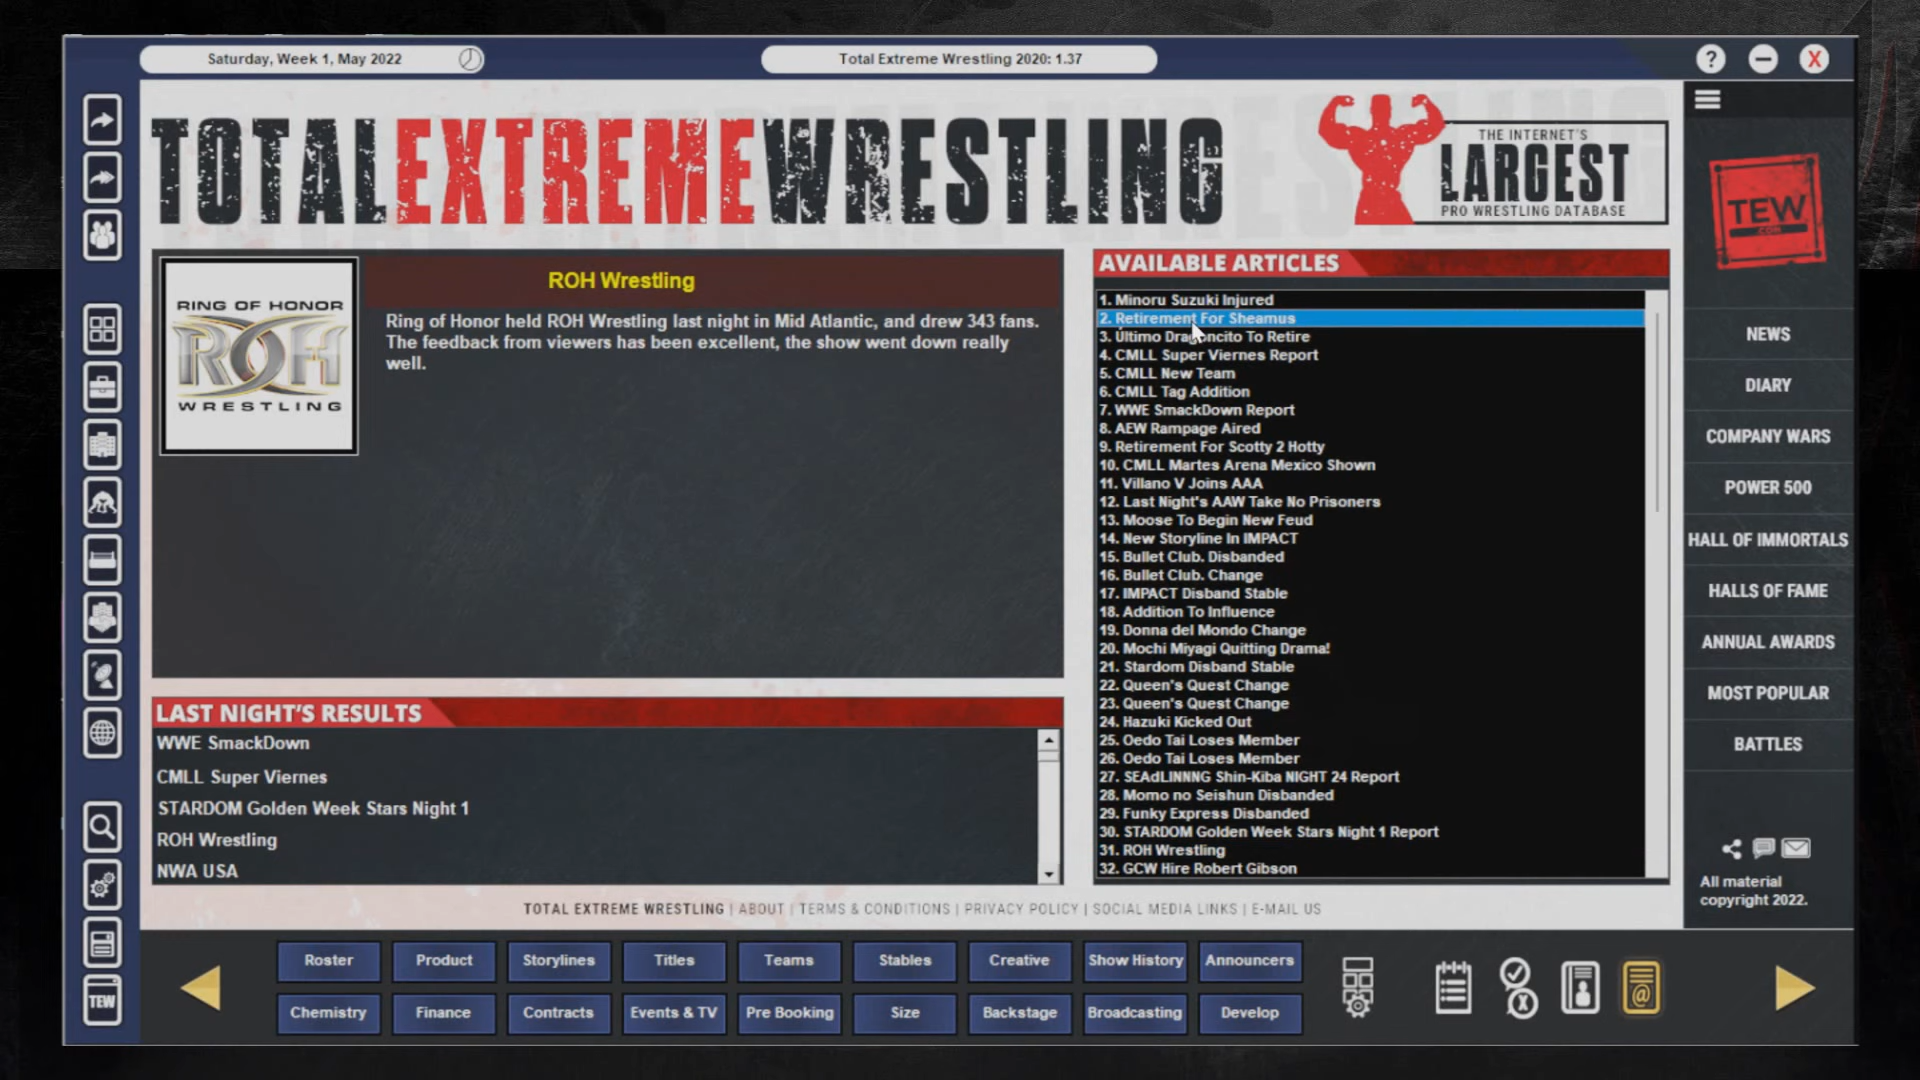 Saturday, Week 1, May 2022
Total Extreme Wrestling 2020: 1.37
?
X
TOTALEXTREMEWRESTLING
THE INTERNET'S
LARGEST
PRO WRESTLING DATABASE
TEW
.COM
RING OF HONOR
ROH
WRESTLING
ROH Wrestling
Ring of Honor held ROH Wrestling last night in Mid Atlantic, and drew 343 fans.
The feedback from viewers has been excellent, the show went down really
well.
LAST NIGHT'S RESULTS
WWE SmackDown
CMLL Super Viernes
STARDOM Golden Week Stars Night 1
ROH Wrestling
NWA USA
AVAILABLE ARTICLES
1. Minoru Suzuki Injured
2. Retirement For Sheamus
3. Último Dragoncito To Retire
4. CMLL Super Viernes Report
5. CMLL New Team
6. CMLL Tag Addition
7. WWE SmackDown Report
8. AEW Rampage Aired
9. Retirement For Scotty 2 Hotty
10. CMLL Martes Arena Mexico Shown
11. Villano V Joins AAA
12. Last Night's AAW Take No Prisoners
13. Moose To Begin New Feud
14. New Storyline In IMPACT
15. Bullet Club. Disbanded
16. Bullet Club. Change
17. IMPACT Disband Stable
18. Addition To Influence
19. Donna del Mondo Change
20. Mochi Miyagi Quitting Drama!
21. Stardom Disband Stable
22. Queen's Quest Change
23. Queen's Quest Change
24. Hazuki Kicked Out
25. Oedo Tai Loses Member
26. Oedo Tai Loses Member
27. SEAdLINNNG Shin-Kiba NIGHT 24 Report
28. Momo no Seishun Disbanded
29. Funky Express Disbanded
30. STARDOM Golden Week Stars Night 1 Report
31. ROH Wrestling
32. GCW Hire Robert Gibson
NEWS
DIARY
COMPANY WARS
POWER 500
HALL OF IMMORTALS
HALLS OF FAME
ANNUAL AWARDS
MOST POPULAR
BATTLES
All material
copyright 2022.
TOTAL EXTREME WRESTLING | ABOUT | TERMS & CONDITIONS | PRIVACY POLICY | SOCIAL MEDIA LINKS | E-MAIL US
TEW
Roster Product Storylines Titles Teams Stables Creative Show History Announcers
Chemistry Finance Contracts Events & TV Pre Booking Size Backstage Broadcasting Develop